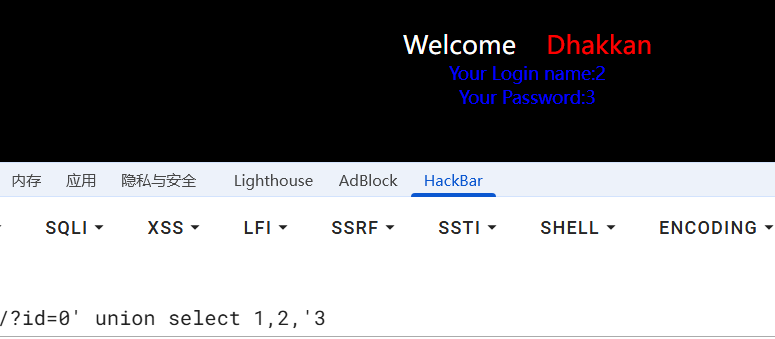 Welcome Dhakkan
Your Login name:2
Your Password:3
内存 应用 隐私与安全 Lighthouse AdBlock HackBar
SQLI XSS LFI SSRF SSTI SHELL ENCODING
/?id=0' union select 1,2,'3